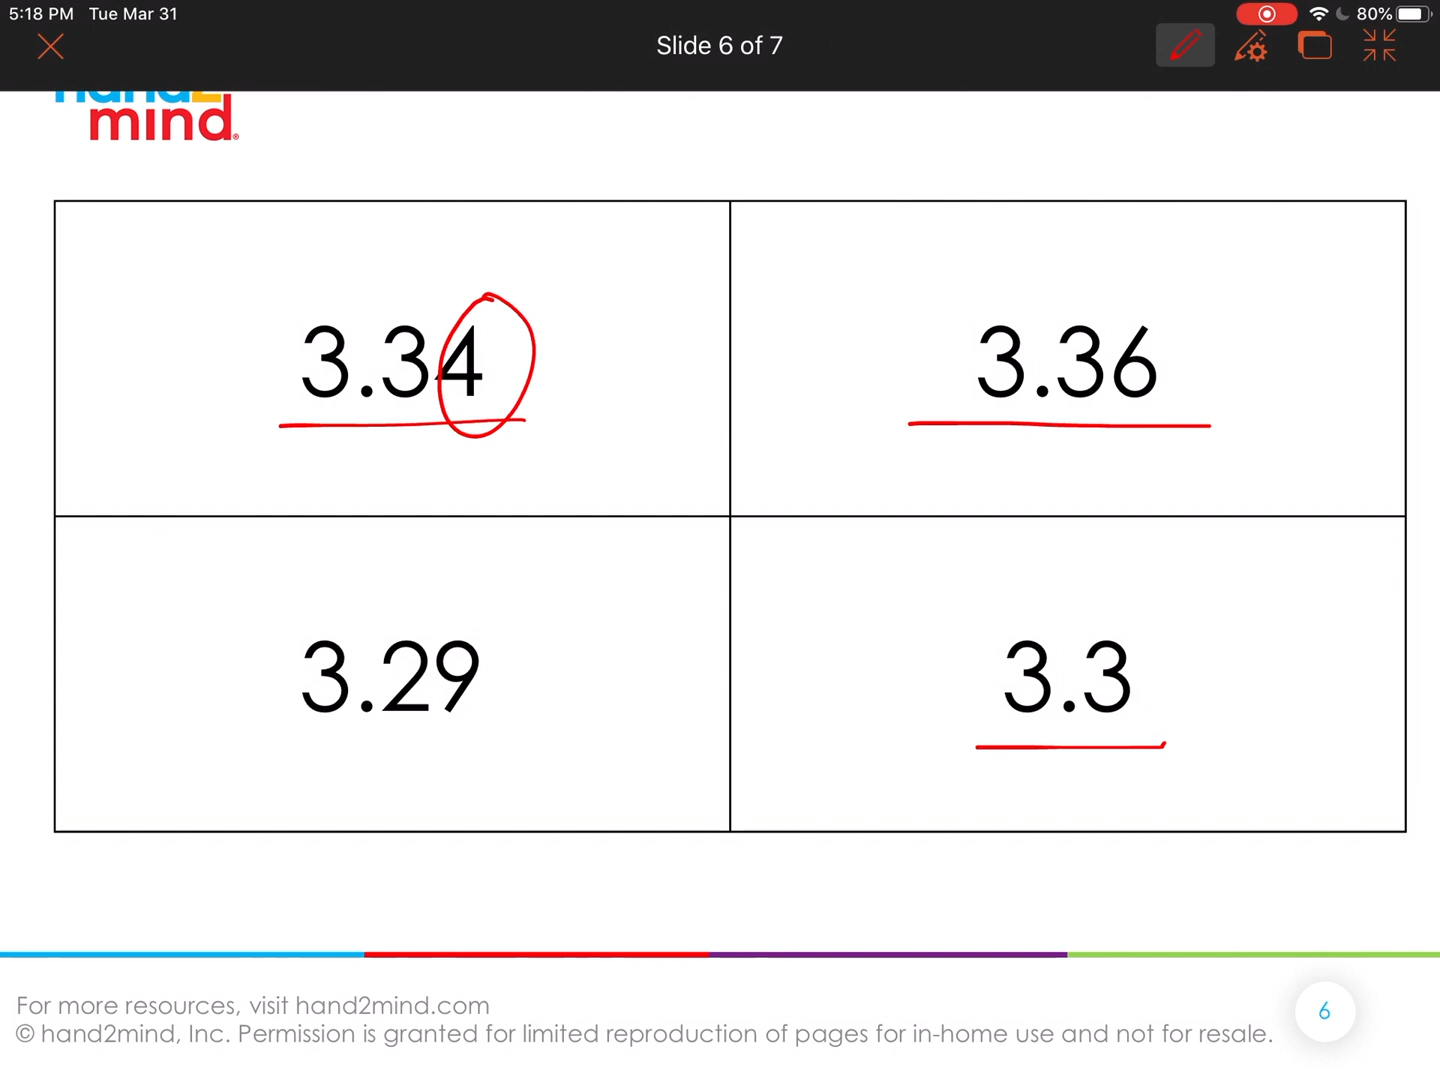 5:18 PM Tue Mar 31
80%
Slide 6 of 7
hand2
mind®
3.34
3.36
3.29
3.3
For more resources, visit hand2mind.com
© hand2mind, Inc. Permission is granted for limited reproduction of pages for in-home use and not for resale.
6